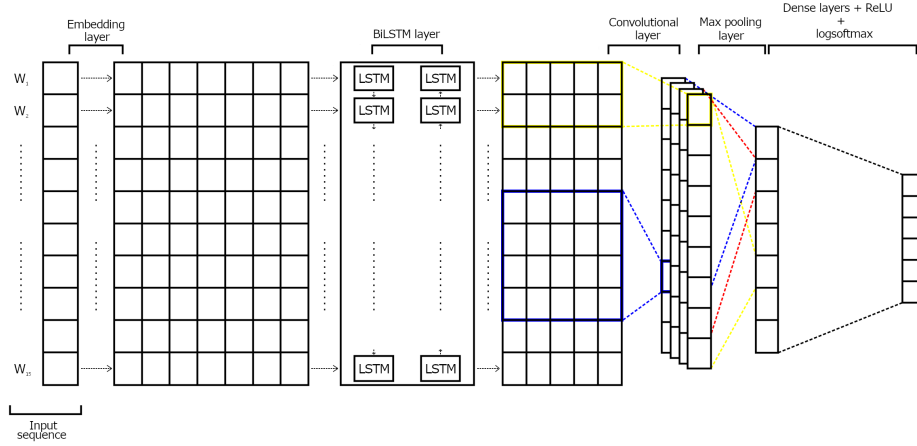 Embedding
layer
BiLSTM layer
Convolutional
layer
Max pooling
layer
Dense layers + ReLU
+
logsoftmax
W1
LSTM
LSTM
W2
LSTM
LSTM
W15
LSTM
LSTM
Input
sequence